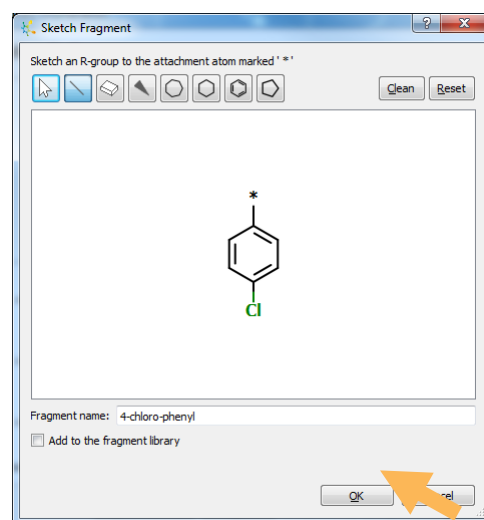 Sketch Fragment
Sketch an R-group to the attachment atom marked ' * '
Clean Reset
*
Cl
Fragment name: 4-chloro-phenyl
Add to the fragment library
OK